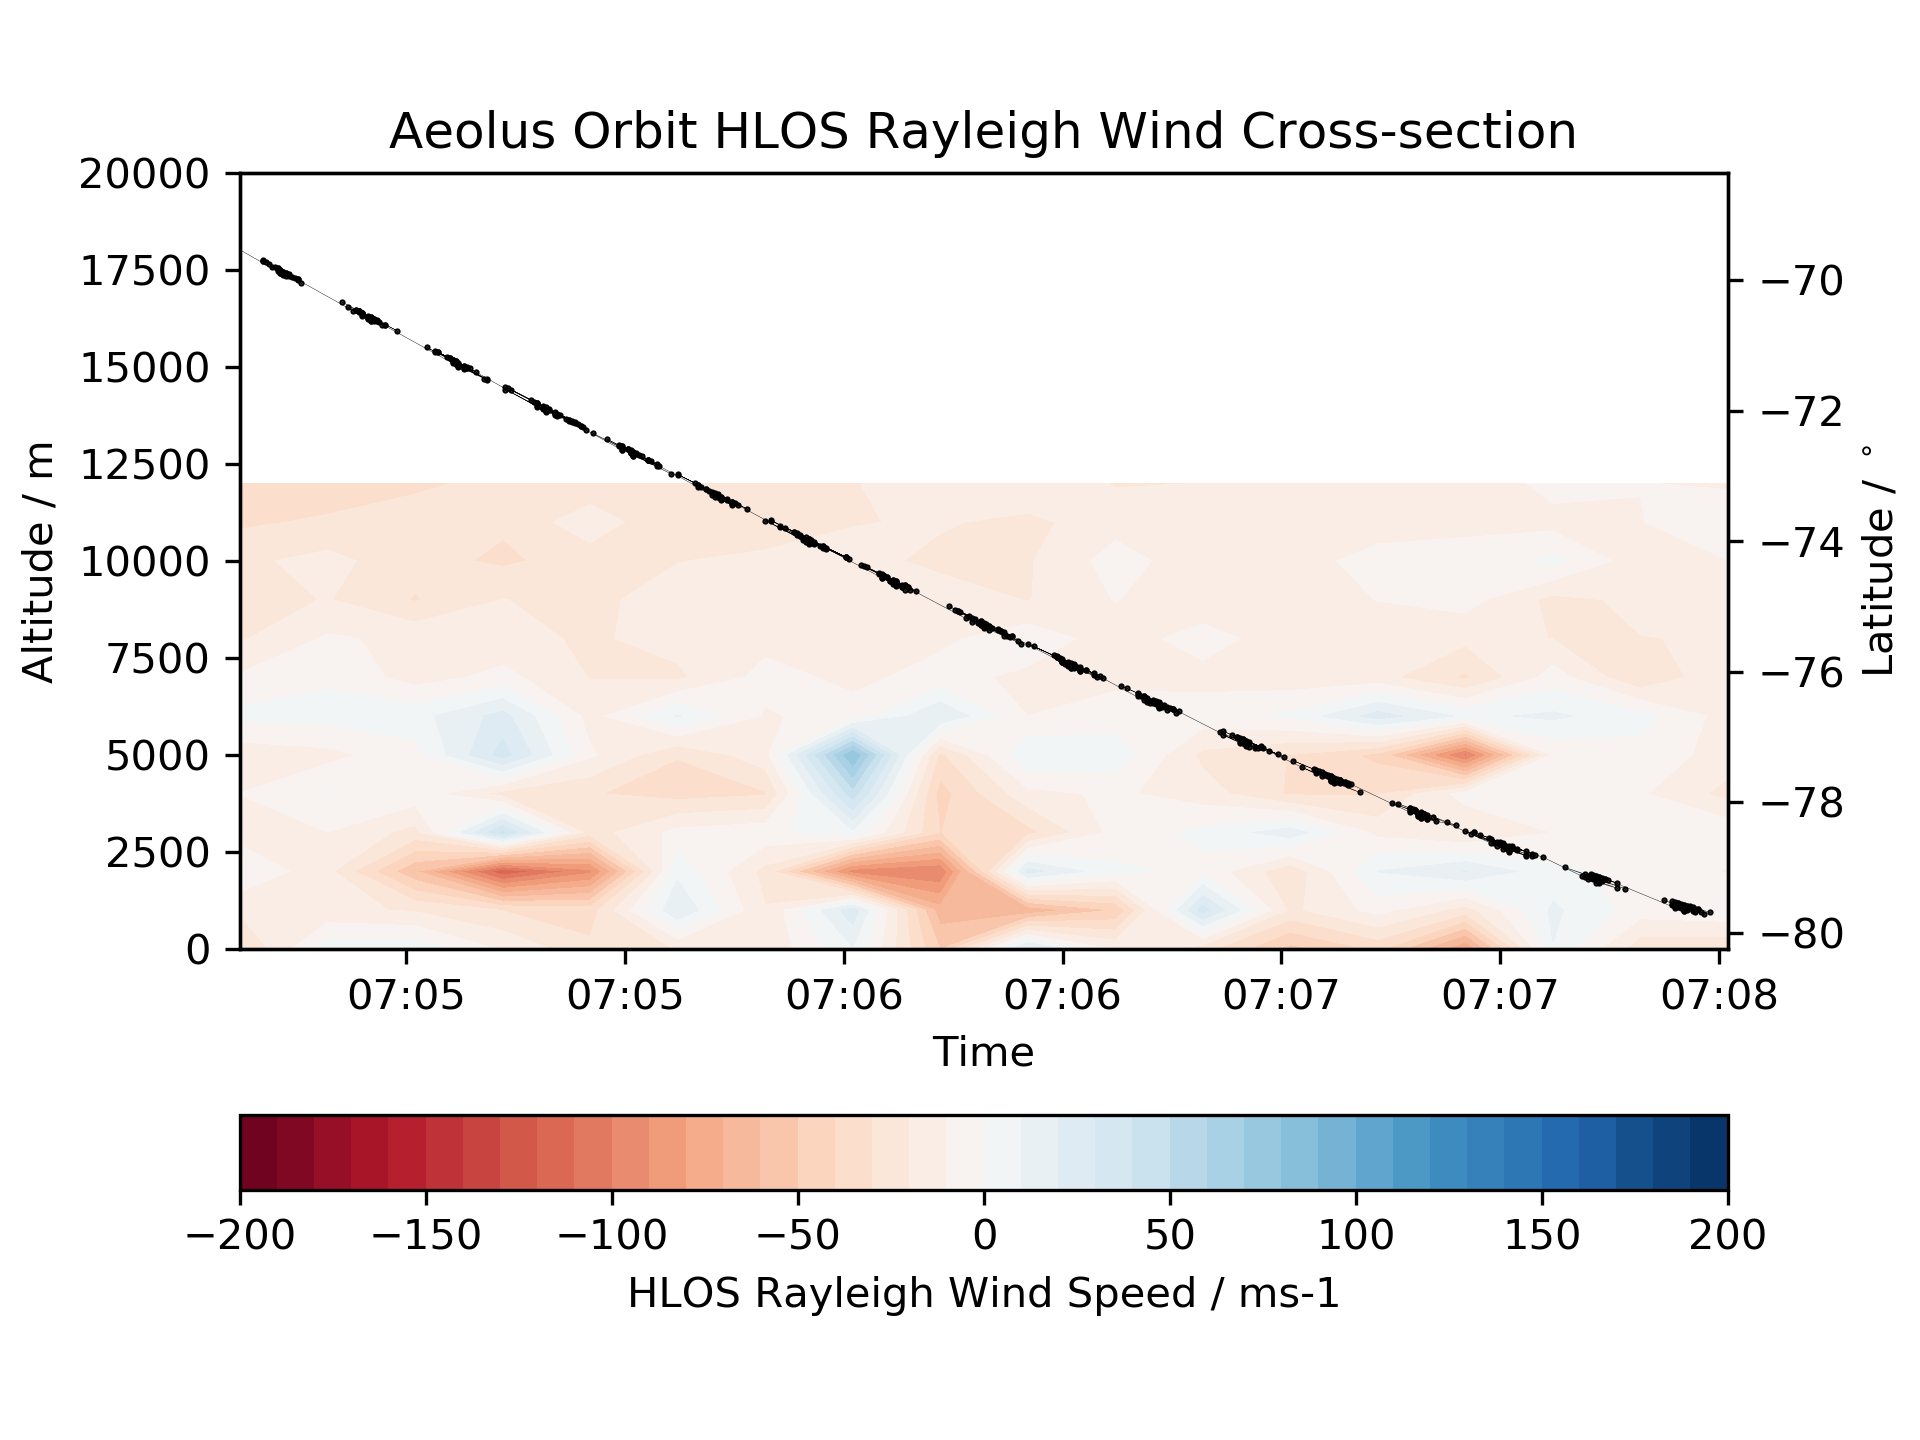 Aeolus Orbit HLOS Rayleigh Wind Cross-section
20000
17500
15000
12500
10000
7500
5000
2500
0
Altitude / m
−70
−72
−74
−76
−78
−80
Latitude / °
07:05 07:05 07:06 07:06 07:07 07:07 07:08
Time
−200 −150 −100 −50 0 50 100 150 200
HLOS Rayleigh Wind Speed / ms-1